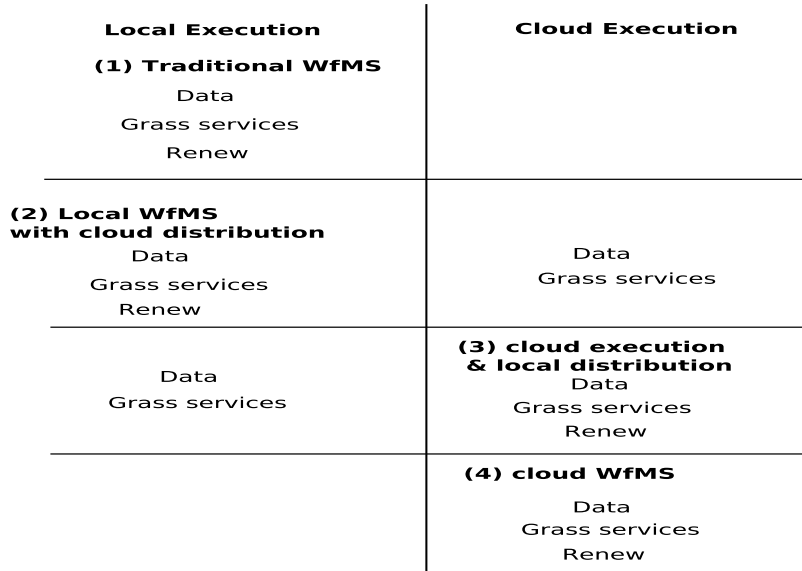 Local Execution
Cloud Execution
(1) Traditional WfMS
Data
Grass services
Renew
(2) Local WfMS
with cloud distribution
Data
Grass services
Renew
Data
Grass services
Data
Grass services
(3) cloud execution
& local distribution
Data
Grass services
Renew
(4) cloud WfMS
Data
Grass services
Renew